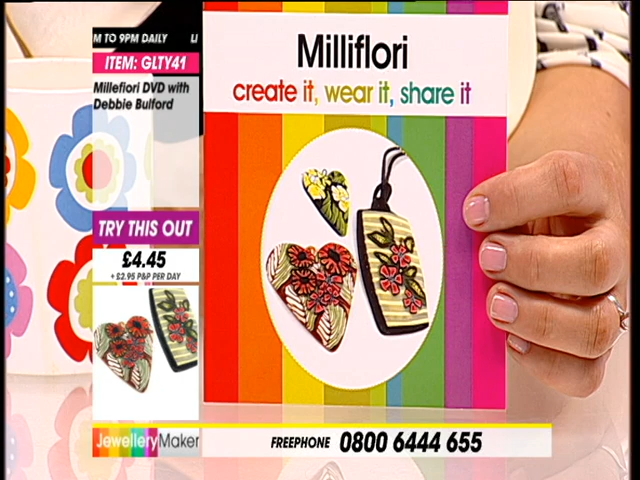 M TO 9PM DAILY LI
ITEM: GLTY41
Millefiori DVD with
Debbie Bulford
TRY THIS OUT
£4.45
+£2.95 P&P PER DAY
JewelleryMaker
FREEPHONE 0800 6444 655
Milliflori
create it, wear it, share it